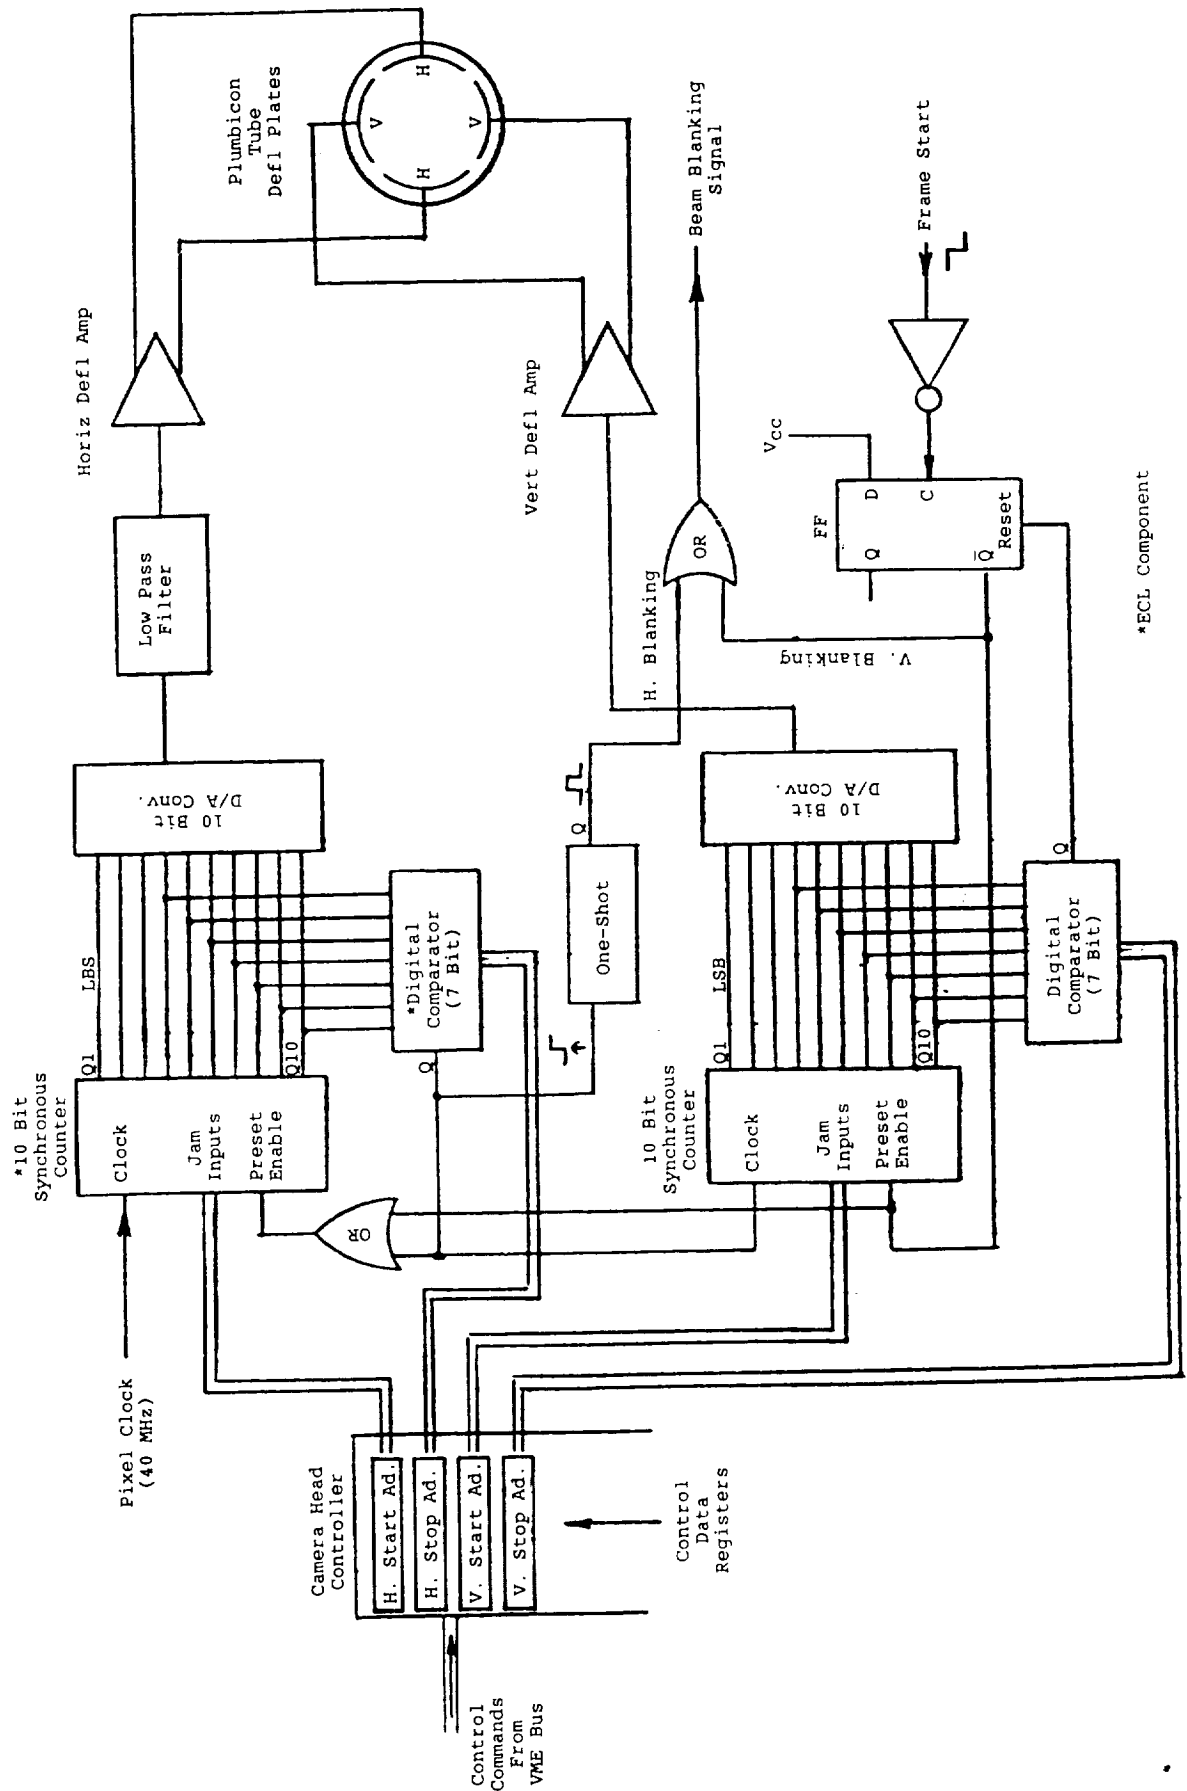 Plumbicon
Tube
Defl Plates
H
V
V
H
Horiz Defl Amp
Low Pass
Filter
10 Bit
D/A Conv.
*10 Bit
Synchronous
Counter
Clock
Jam
Inputs
Preset
Enable
Q1
LBS
Q10
*Digital
Comparator
(7 Bit)
Q
OR
Pixel Clock
(40 MHz)
One-Shot
Q
H. Blanking
V. Blanking
OR
Beam Blanking
Signal
Vert Defl Amp
10 Bit
D/A Conv.
10 Bit
Synchronous
Counter
Clock
Jam
Inputs
Preset
Enable
Q1
LSB
Q10
Digital
Comparator
(7 Bit)
Q
Vcc
FF
Q
D
C
Q̅
Reset
Frame Start
Camera Head
Controller
H. Start Ad.
H. Stop Ad.
V. Start Ad.
V. Stop Ad.
Control
Data
Registers
Control
Commands
From
VME Bus
*ECL Component